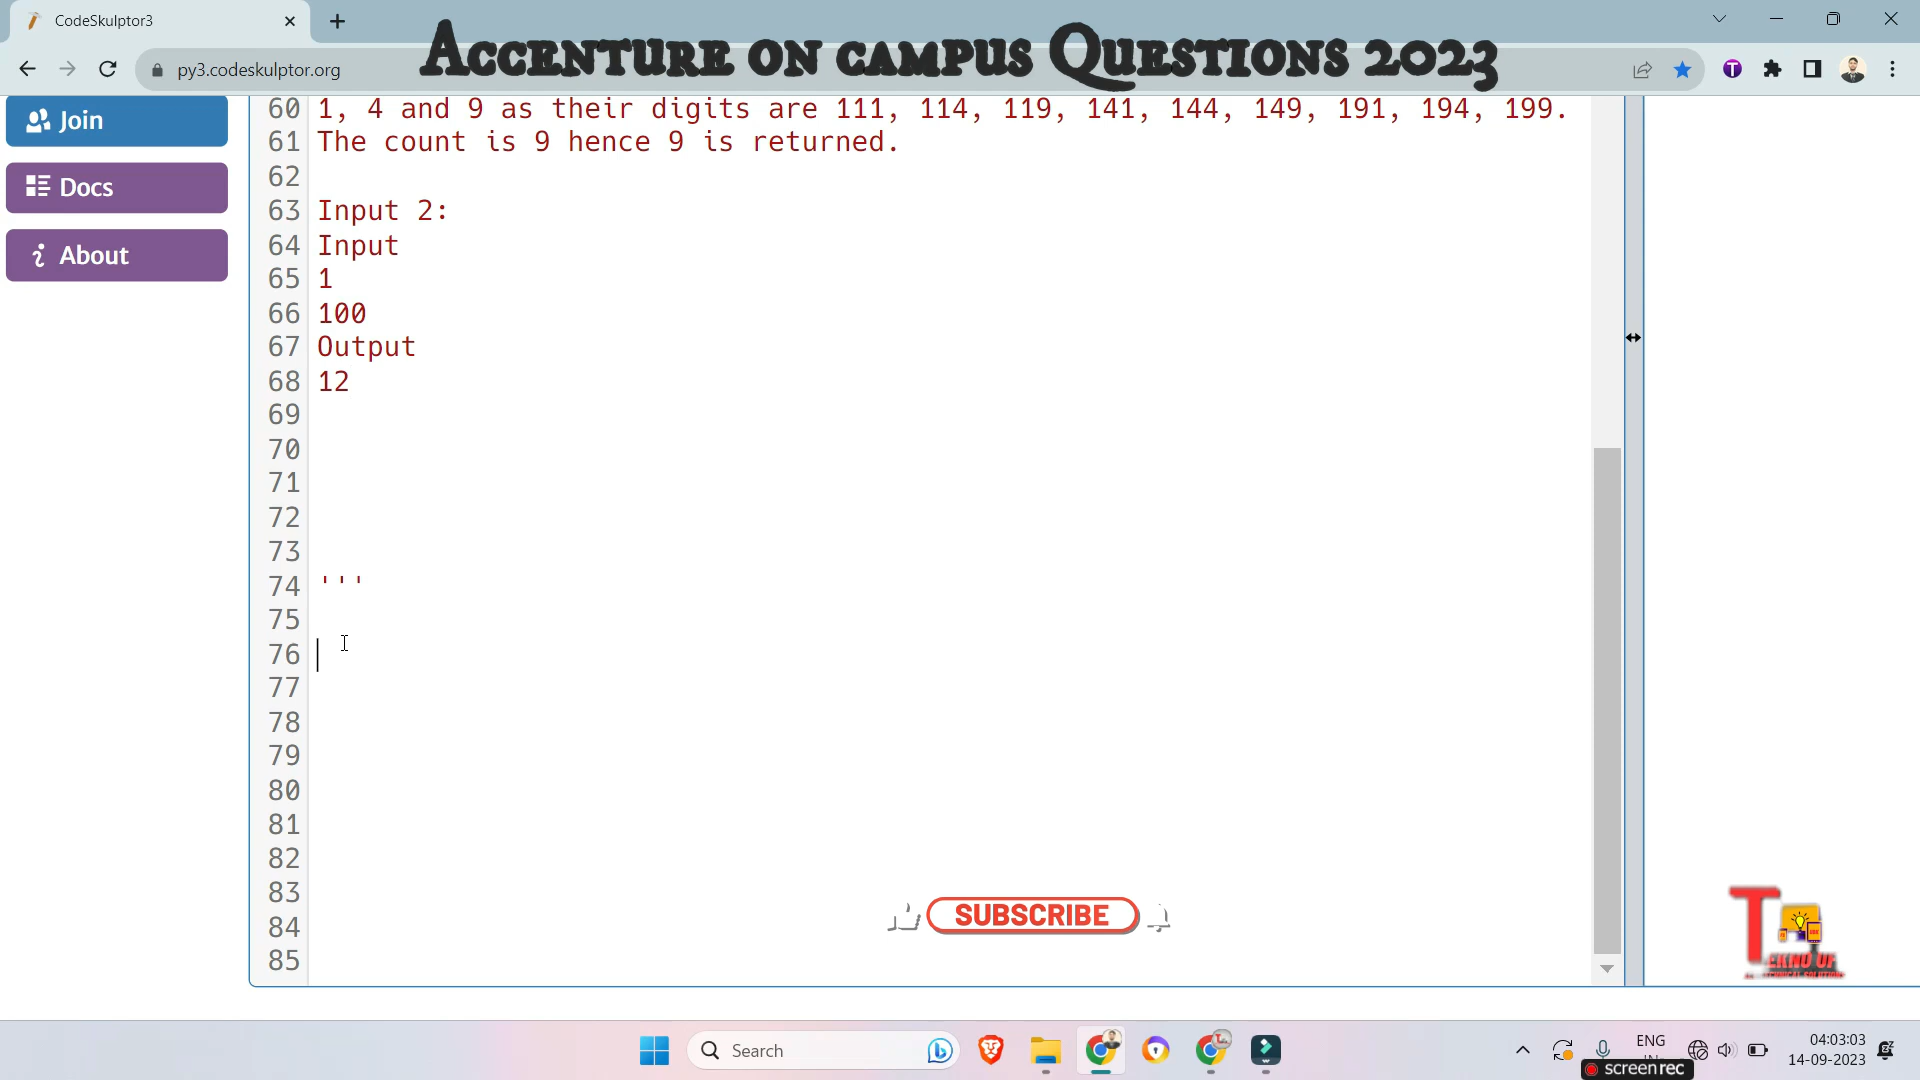 CodeSkulptor3
ACCENTURE ON CAMPUS QUESTIONS 2023
py3.codeskulptor.org
Join
Docs
About
60 1, 4 and 9 as their digits are 111, 114, 119, 141, 144, 149, 191, 194, 199.
61 The count is 9 hence 9 is returned.
62
63 Input 2:
64 Input
65 1
66 100
67 Output
68 12
69
70
71
72
73
74 '''
75
76
77
78
79
80
81
82
83
84
85
SUBSCRIBE
Search
ENG
04:03:03
14-09-2023
screenrec